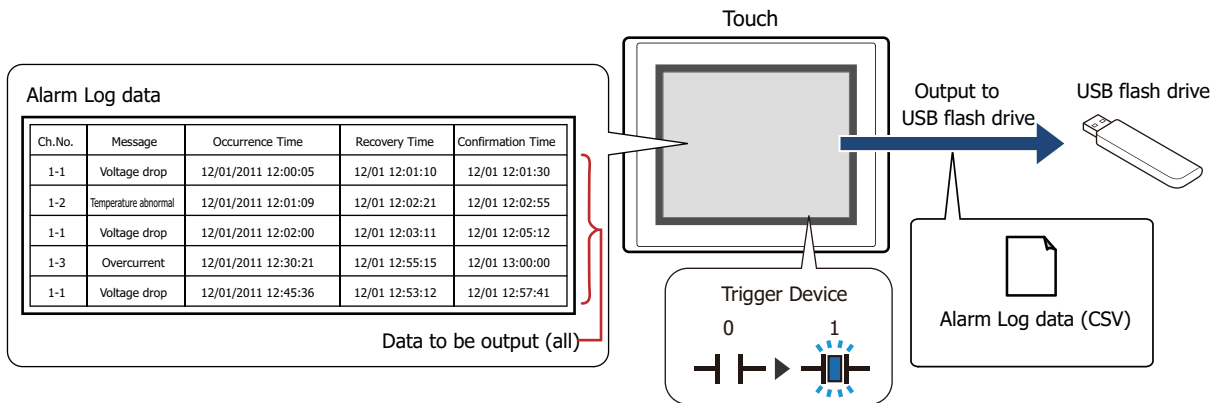 Touch
Alarm Log data
Ch.No. Message Occurrence Time Recovery Time Confirmation Time
1-1 Voltage drop 12/01/2011 12:00:05 12/01 12:01:10 12/01 12:01:30
1-2 Temperature abnormal 12/01/2011 12:01:09 12/01 12:02:21 12/01 12:02:55
1-1 Voltage drop 12/01/2011 12:02:00 12/01 12:03:11 12/01 12:05:12
1-3 Overcurrent 12/01/2011 12:30:21 12/01 12:55:15 12/01 13:00:00
1-1 Voltage drop 12/01/2011 12:45:36 12/01 12:53:12 12/01 12:57:41
Data to be output (all)
Output to
USB flash drive
USB flash drive
Trigger Device
0 1
Alarm Log data (CSV)